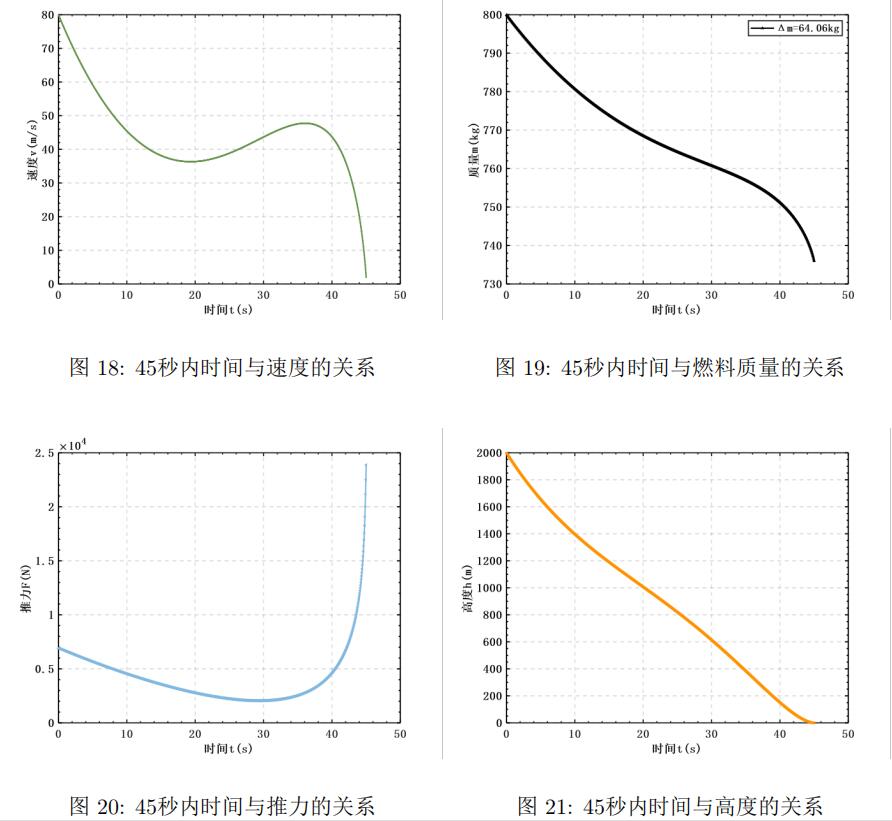 80
70
60
50
40
30
20
10
0
速度v(m/s)
0 10 20 30 40 50
时间t(s)
图 18: 45秒内时间与速度的关系
800
790
780
770
760
750
740
730
质量m(kg)
Δm=64.06kg
0 10 20 30 40 50
时间t(s)
图 19: 45秒内时间与燃料质量的关系
×10⁴
2.5
2
1.5
1
0.5
0
推力F(N)
0 10 20 30 40 50
时间t(s)
图 20: 45秒内时间与推力的关系
2000
1800
1600
1400
1200
1000
800
600
400
200
0
高度h(m)
0 10 20 30 40 50
时间t(s)
图 21: 45秒内时间与高度的关系